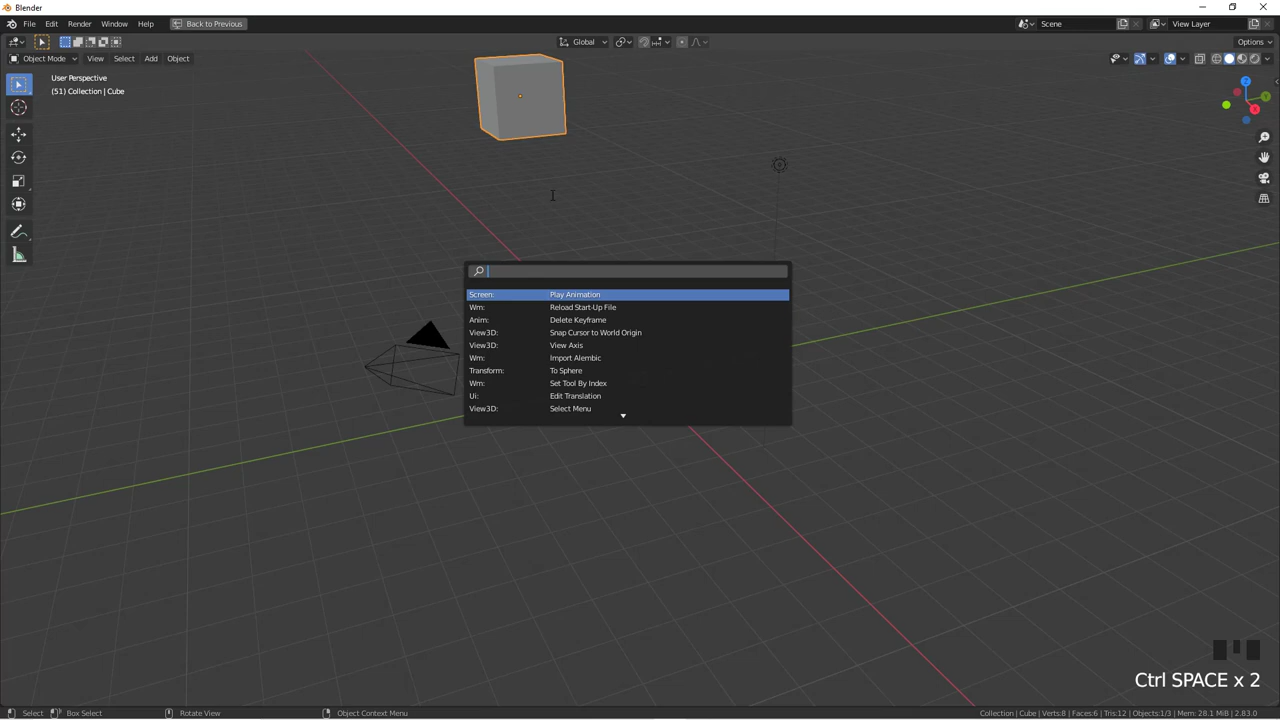 Blender
File Edit Render Window Help Back to Previous Scene View Layer
Global Options
Object Mode View Select Add Object
User Perspective
(51) Collection | Cube
Z
Y
X
Screen: Play Animation
Wm: Reload Start-Up File
Anim: Delete Keyframe
View3D: Snap Cursor to World Origin
View3D: View Axis
Wm: Import Alembic
Transform: To Sphere
Wm: Set Tool By Index
Ui: Edit Translation
View3D: Select Menu
Ctrl SPACE x 2
Select Box Select Rotate View Object Context Menu Collection | Cube | Verts:8 | Faces:6 | Tris:12 | Objects:1/3 | Mem: 28.1 MiB | 2.83.0